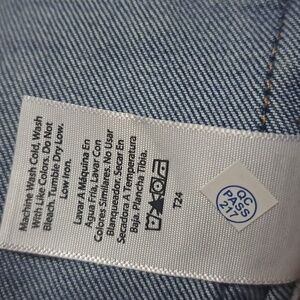 Machine Wash Cold, Wash
With Like Colors. Do Not
Bleach. Tumble Dry Low.
Low Iron.
Lavar A Máquina En
Agua Fría, Lavar Con
Colores Similares. No Usar
Blanqueador. Secar En
Secadora A Temperatura
Baja. Plancha Tibia.
T24
QC
PASS
217